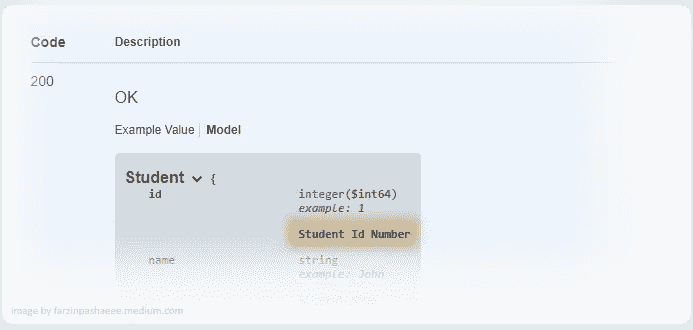 Code Description
200
OK
Example Value Model
Student {
id integer($int64)
example: 1
Student Id Number
name string
example: John
image by farzinpashaeee.medium.com